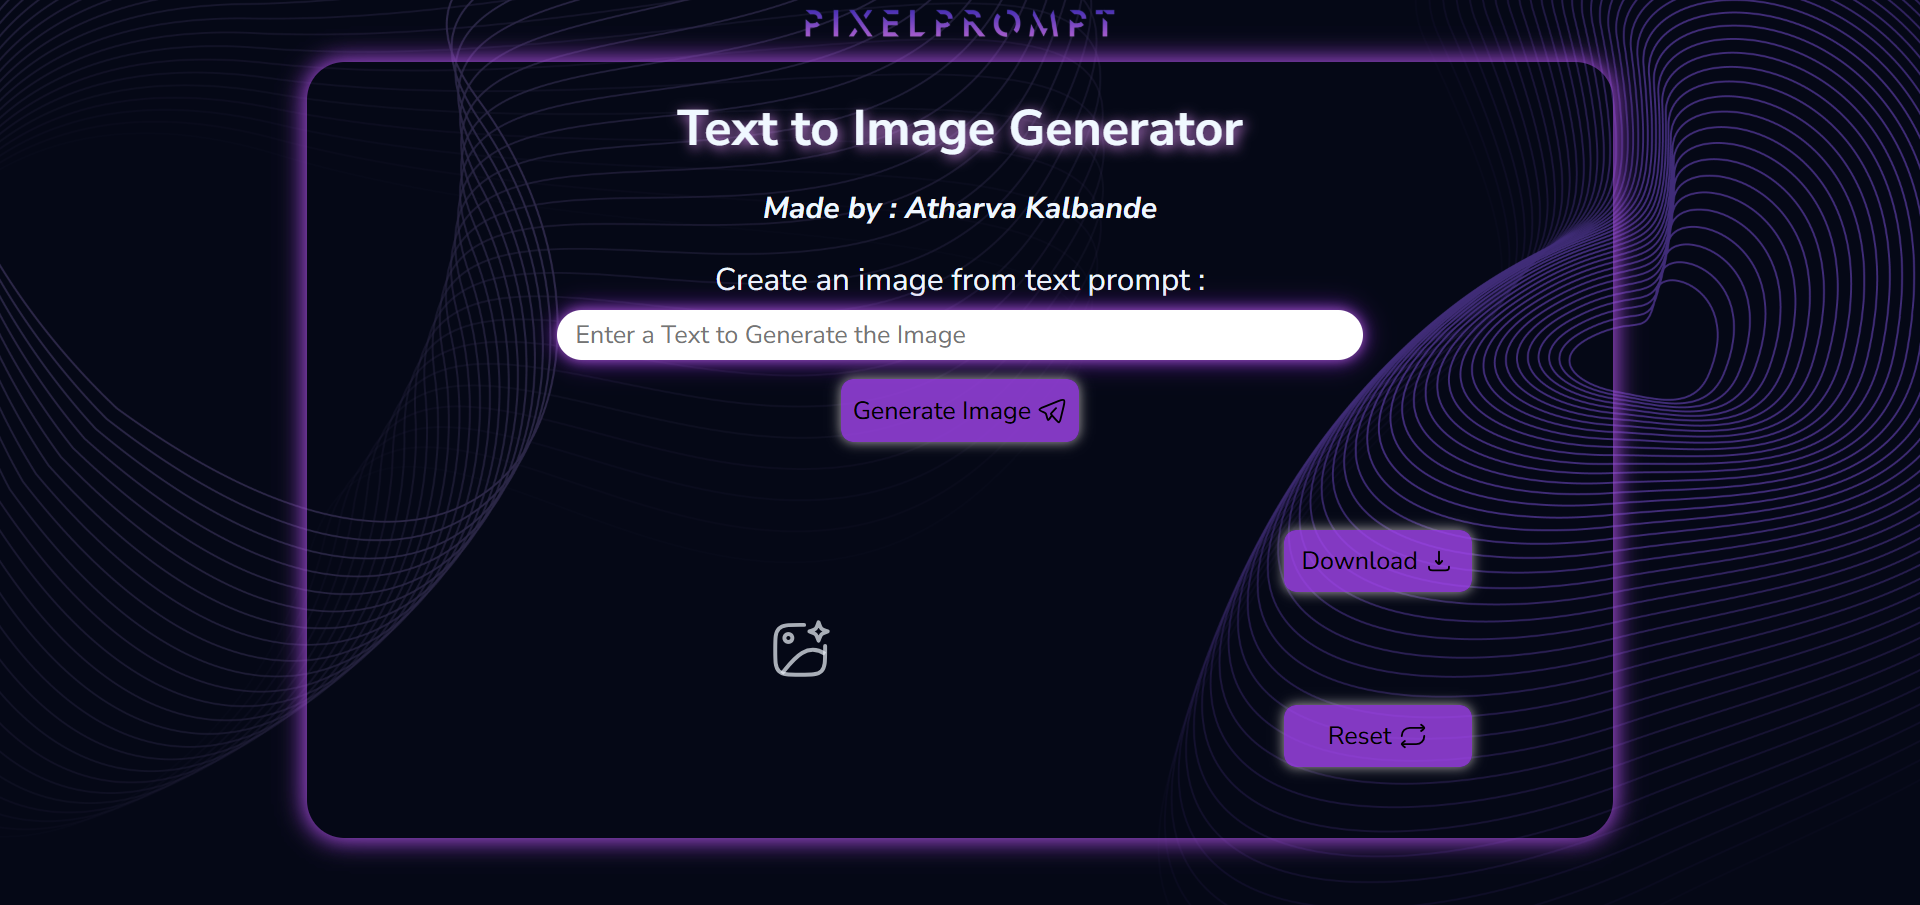 PIXELPROMPT
Text to Image Generator
Made by : Atharva Kalbande
Create an image from text prompt :
Enter a Text to Generate the Image
Generate Image
Download
Reset